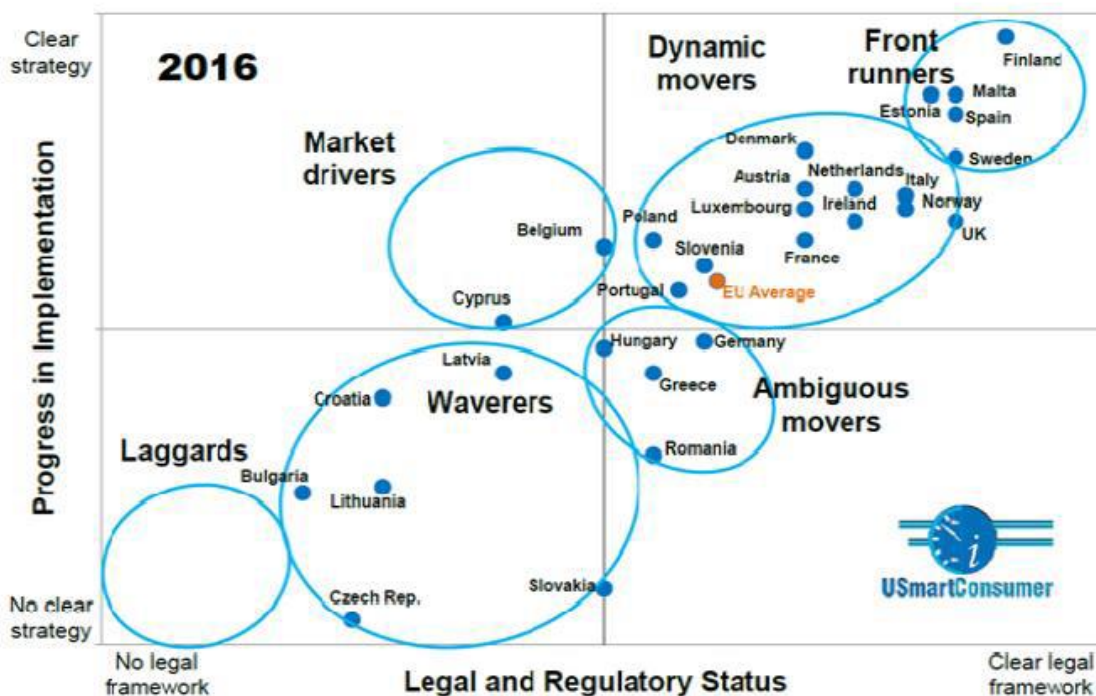 Clear
strategy
2016
Dynamic
movers
Front
runners
Finland
Estonia
Malta
Spain
Sweden
Market
drivers
Denmark
Austria
Netherlands
Italy
Luxembourg
Ireland
Norway
UK
Belgium
Poland
Slovenia
France
Portugal
EU Average
Cyprus
Progress in Implementation
Latvia
Hungary
Germany
Croatia
Waverers
Greece
Ambiguous
movers
Laggards
Romania
Bulgaria
Lithuania
i
USmartConsumer
Czech Rep.
Slovakia
No clear
strategy
No legal
framework
Legal and Regulatory Status
Clear legal
framework